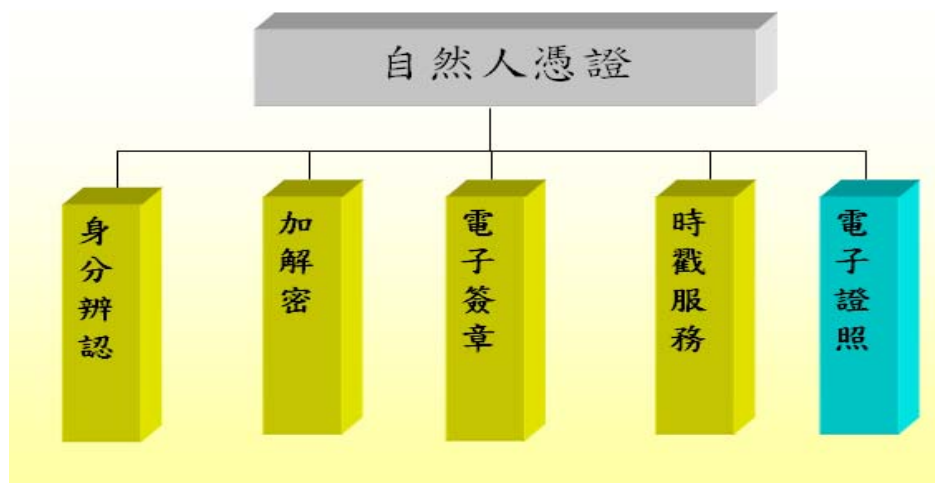 自然人憑證
身分辨認
加解密
電子簽章
時戳服務
電子證照